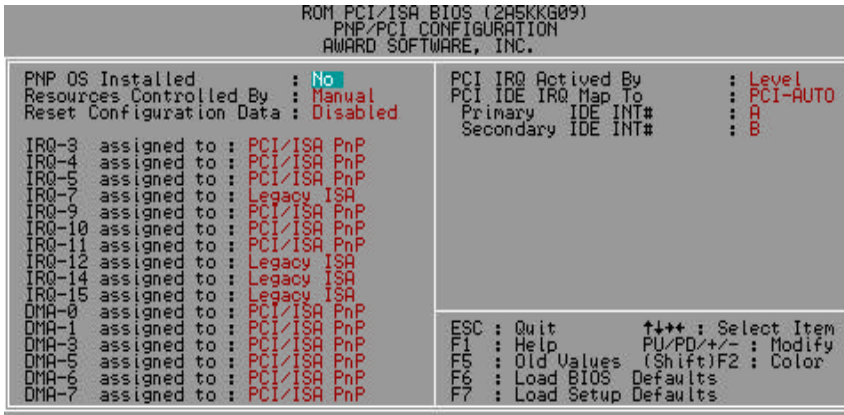 ROM PCI/ISA BIOS (2A5KKG09)
PNP/PCI CONFIGURATION
AWARD SOFTWARE, INC.
PNP OS Installed : No
Resources Controlled By : Manual
Reset Configuration Data : Disabled
IRQ-3 assigned to : PCI/ISA PnP
IRQ-4 assigned to : PCI/ISA PnP
IRQ-5 assigned to : PCI/ISA PnP
IRQ-7 assigned to : Legacy ISA
IRQ-9 assigned to : PCI/ISA PnP
IRQ-10 assigned to : PCI/ISA PnP
IRQ-11 assigned to : PCI/ISA PnP
IRQ-12 assigned to : Legacy ISA
IRQ-14 assigned to : Legacy ISA
IRQ-15 assigned to : Legacy ISA
DMA-0 assigned to : PCI/ISA PnP
DMA-1 assigned to : PCI/ISA PnP
DMA-3 assigned to : PCI/ISA PnP
DMA-5 assigned to : PCI/ISA PnP
DMA-6 assigned to : PCI/ISA PnP
DMA-7 assigned to : PCI/ISA PnP
PCI IRQ Actived By : Level
PCI IDE IRQ Map To : PCI-AUTO
Primary IDE INT# : A
Secondary IDE INT# : B
ESC : Quit ↑↓→← : Select Item
F1 : Help PU/PD/+/- : Modify
F5 : Old Values (Shift)F2 : Color
F6 : Load BIOS Defaults
F7 : Load Setup Defaults